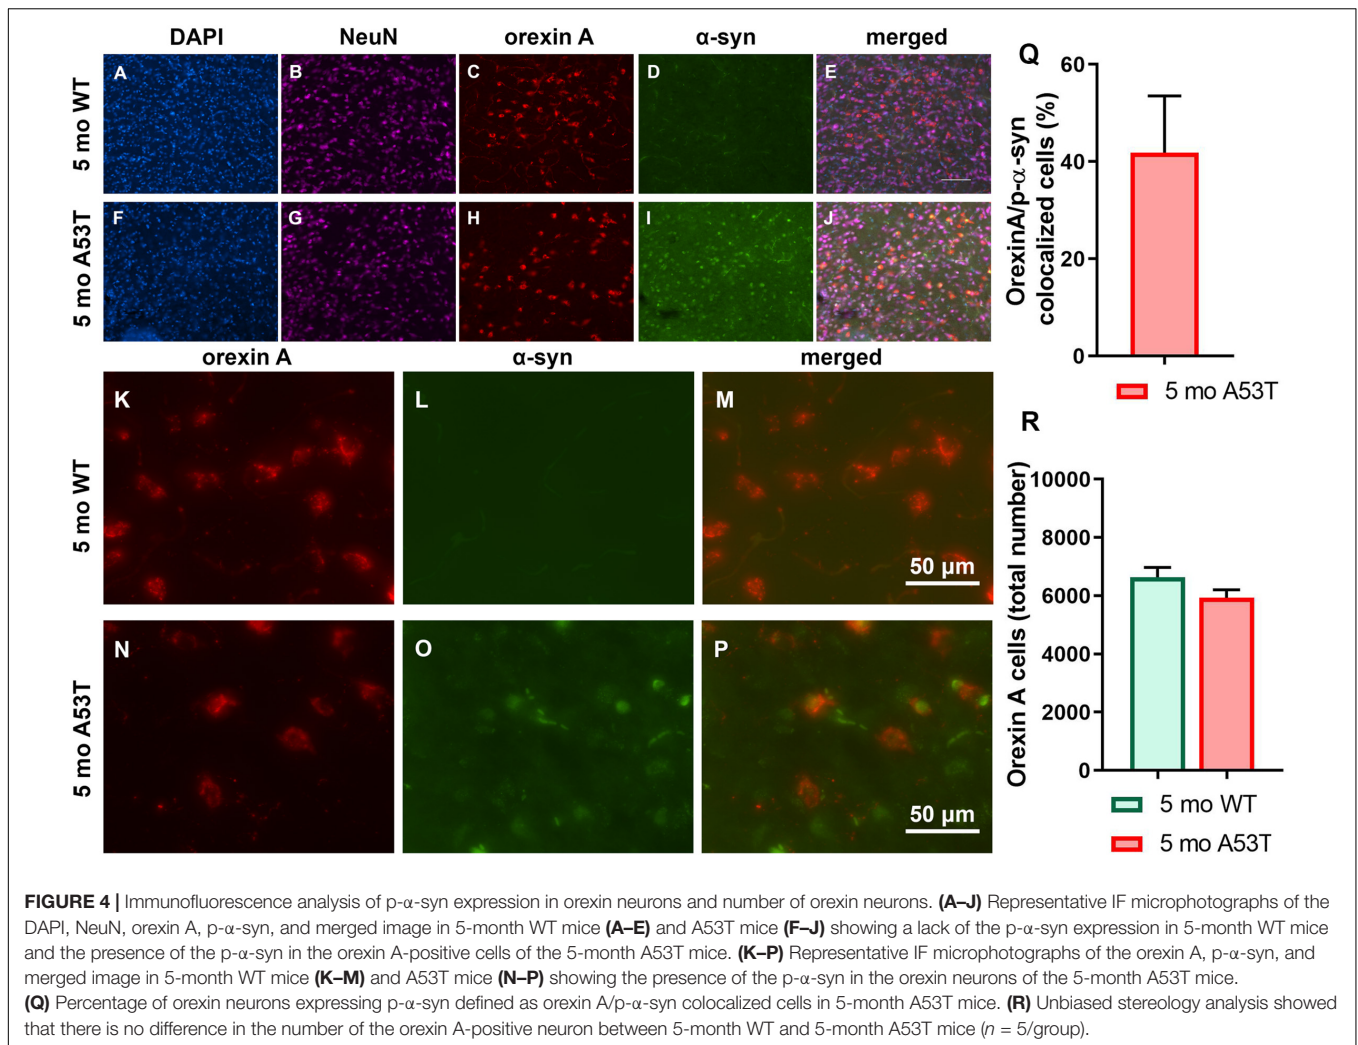 DAPI NeuN orexin A α-syn merged
5 mo WT
A B C D E
5 mo A53T
F G H I J
orexin A α-syn merged
5 mo WT
K L M
50 µm
5 mo A53T
N O P
50 µm
Q
OrexinA/p-α-syn
colocalized cells (%)
60
40
20
0
5 mo A53T
R
Orexin A cells (total number)
10000
8000
6000
4000
2000
0
5 mo WT
5 mo A53T
FIGURE 4 | Immunofluorescence analysis of p-α-syn expression in orexin neurons and number of orexin neurons. (A–J) Representative IF microphotographs of the
DAPI, NeuN, orexin A, p-α-syn, and merged image in 5-month WT mice (A–E) and A53T mice (F–J) showing a lack of the p-α-syn expression in 5-month WT mice
and the presence of the p-α-syn in the orexin A-positive cells of the 5-month A53T mice. (K–P) Representative IF microphotographs of the orexin A, p-α-syn, and
merged image in 5-month WT mice (K–M) and A53T mice (N–P) showing the presence of the p-α-syn in the orexin neurons of the 5-month A53T mice.
(Q) Percentage of orexin neurons expressing p-α-syn defined as orexin A/p-α-syn colocalized cells in 5-month A53T mice. (R) Unbiased stereology analysis showed
that there is no difference in the number of the orexin A-positive neuron between 5-month WT and 5-month A53T mice (n = 5/group).